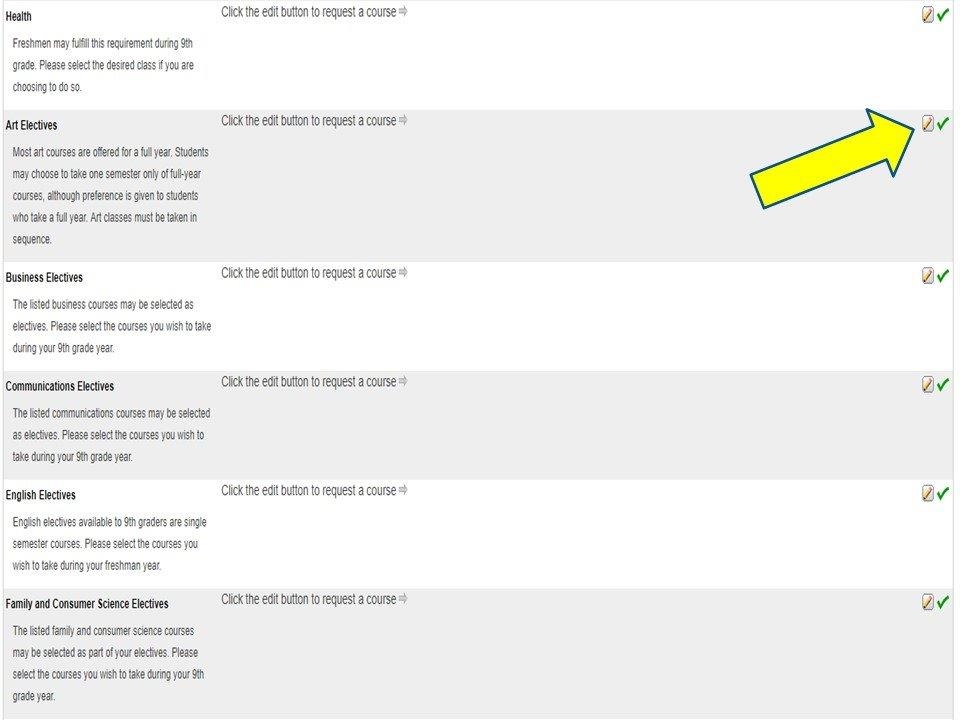 Health
Click the edit button to request a course
Freshmen may fulfill this requirement during 9th
grade. Please select the desired class if you are
choosing to do so.
Art Electives
Click the edit button to request a course
Most art courses are offered for a full year. Students
may choose to take one semester only of full-year
courses, although preference is given to students
who take a full year. Art classes must be taken in
sequence.
Business Electives
Click the edit button to request a course
The listed business courses may be selected as
electives. Please select the courses you wish to take
during your 9th grade year.
Communications Electives
Click the edit button to request a course
The listed communications courses may be selected
as electives. Please select the courses you wish to
take during your 9th grade year.
English Electives
Click the edit button to request a course
English electives available to 9th graders are single
semester courses. Please select the courses you
wish to take during your freshman year.
Family and Consumer Science Electives
Click the edit button to request a course
The listed family and consumer science courses
may be selected as part of your electives. Please
select the courses you wish to take during your 9th
grade year.